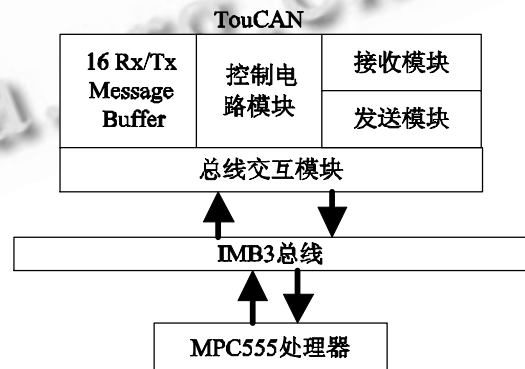 TouCAN
16 Rx/Tx
Message
Buffer
控制电
路模块
接收模块
发送模块
总线交互模块
IMB3总线
MPC555处理器